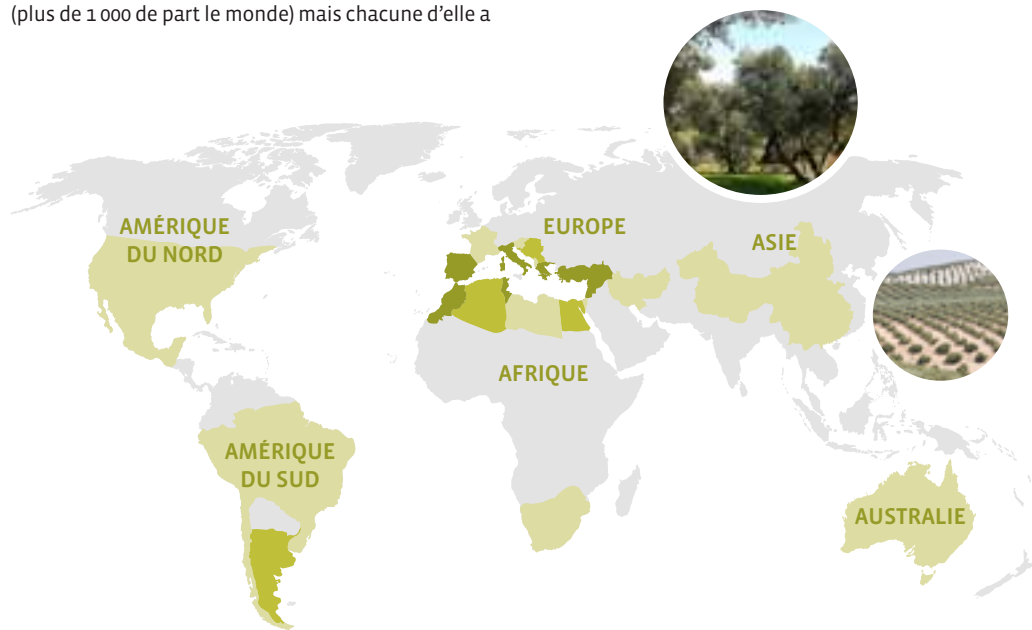 (plus de 1 000 de part le monde) mais chacune d’elle a
AMÉRIQUE
DU NORD
EUROPE
ASIE
AFRIQUE
AMÉRIQUE
DU SUD
AUSTRALIE